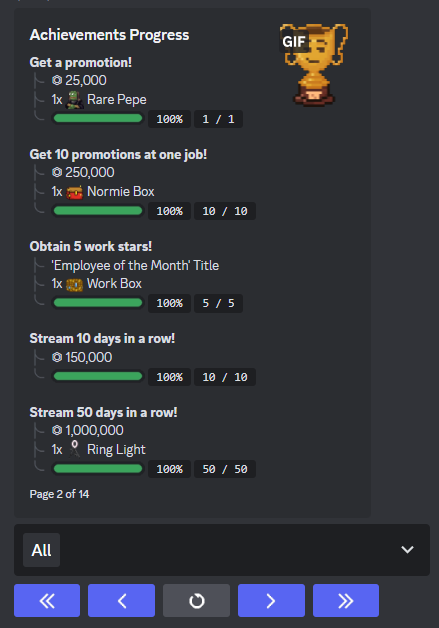 Achievements Progress
GIF
Get a promotion!
25,000
1x Rare Pepe
100% 1 / 1
Get 10 promotions at one job!
250,000
1x Normie Box
100% 10 / 10
Obtain 5 work stars!
'Employee of the Month' Title
1x Work Box
100% 5 / 5
Stream 10 days in a row!
150,000
100% 10 / 10
Stream 50 days in a row!
1,000,000
1x Ring Light
100% 50 / 50
Page 2 of 14
All